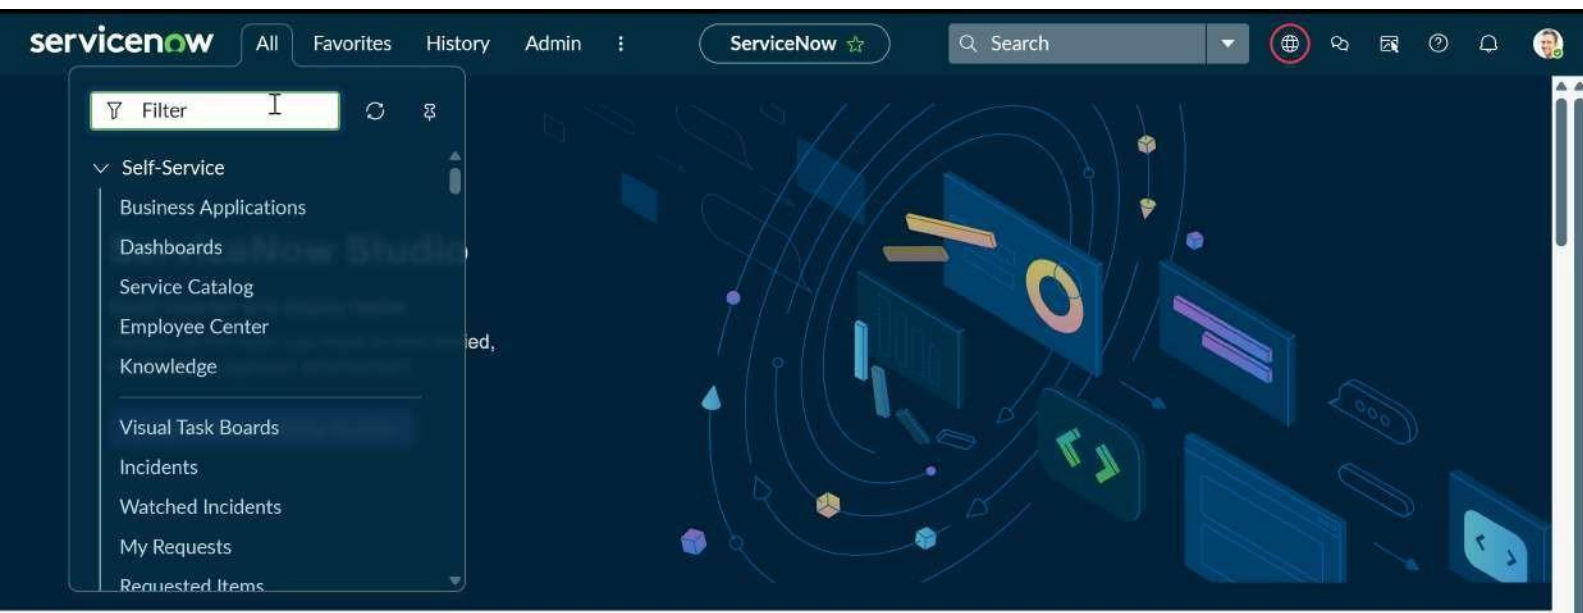 servicenow All Favorites History Admin ServiceNow Search
Filter
Self-Service
Business Applications
Dashboards
Service Catalog
Employee Center
Knowledge
ied,
Visual Task Boards
Incidents
Watched Incidents
My Requests
Requested Items